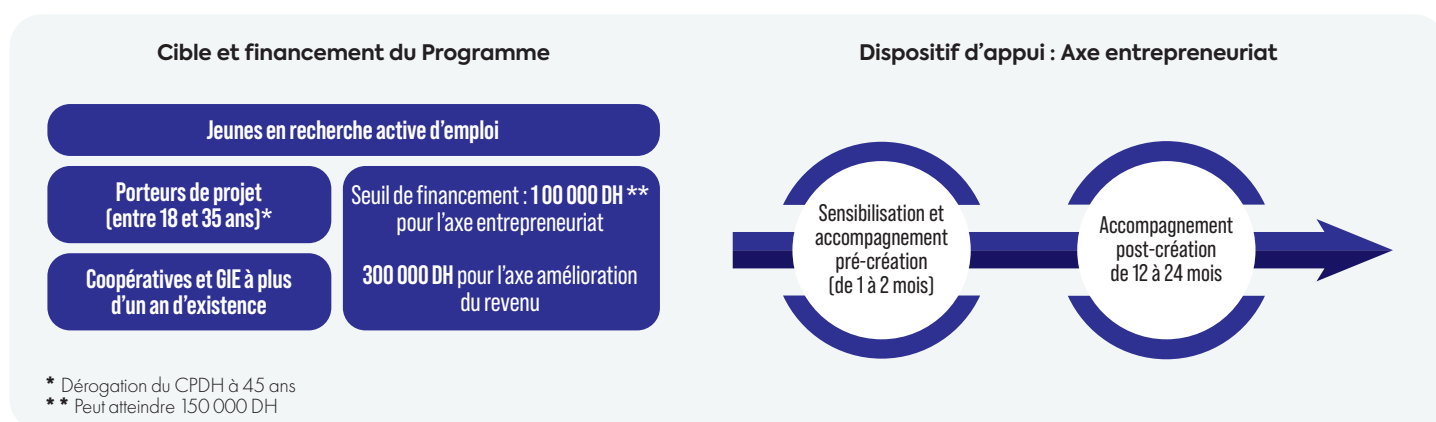 Cible et financement du Programme
Jeunes en recherche active d'emploi
Porteurs de projet
(entre 18 et 35 ans)*
Coopératives et GIE à plus
d'un an d'existence
Seuil de financement : 100 000 DH **
pour l'axe entrepreneuriat
300 000 DH pour l'axe amélioration
du revenu
* Dérogation du CPDH à 45 ans
* * Peut atteindre 150 000 DH
Dispositif d'appui : Axe entrepreneuriat
Sensibilisation et
accompagnement
pré-création
(de 1 à 2 mois)
Accompagnement
post-création
de 12 à 24 mois